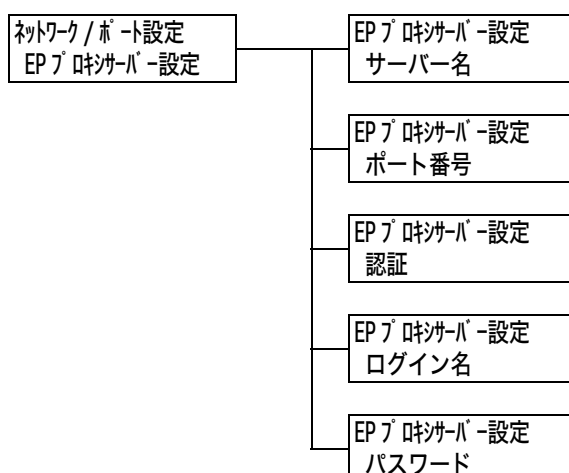 ﾈｯﾄﾜｰｸ / ﾎﾟｰﾄ設定
EP ﾌﾟﾛｷｼｻｰﾊﾞｰ設定
EP ﾌﾟﾛｷｼｻｰﾊﾞｰ設定
サーバー名
EP ﾌﾟﾛｷｼｻｰﾊﾞｰ設定
ポート番号
EP ﾌﾟﾛｷｼｻｰﾊﾞｰ設定
認証
EP ﾌﾟﾛｷｼｻｰﾊﾞｰ設定
ログイン名
EP ﾌﾟﾛｷｼｻｰﾊﾞｰ設定
パスワード